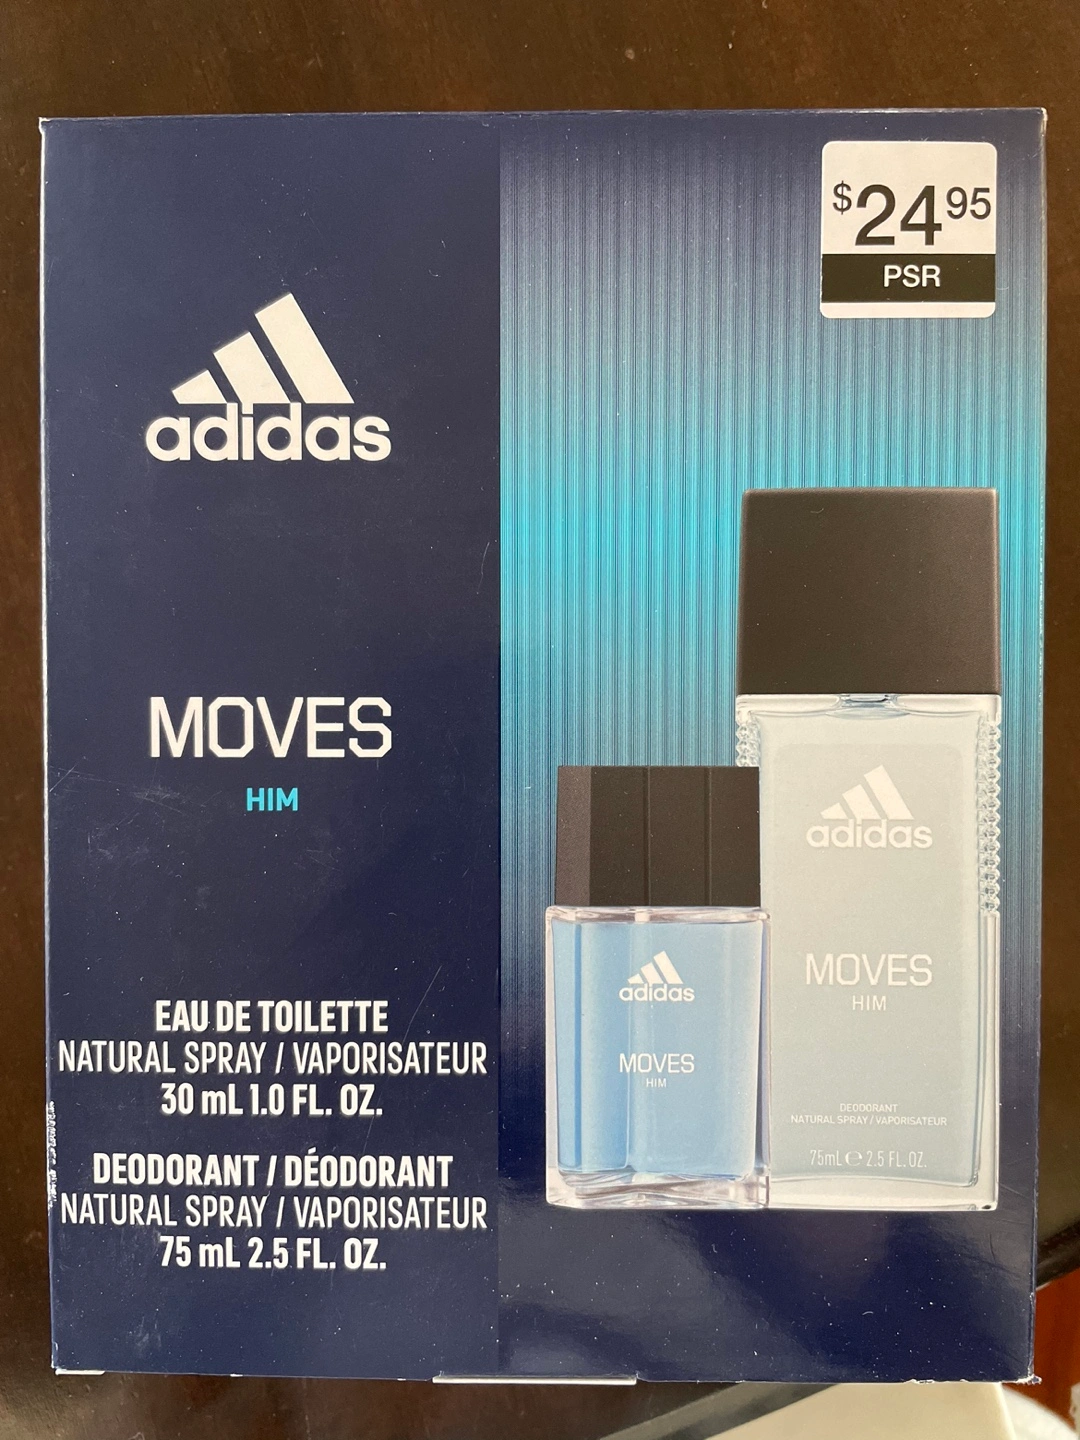 $24.95
PSR
adidas
MOVES
HIM
EAU DE TOILETTE
NATURAL SPRAY / VAPORISATEUR
30 mL 1.0 FL. OZ.
DEODORANT / DÉODORANT
NATURAL SPRAY / VAPORISATEUR
75 mL 2.5 FL. OZ.
adidas
MOVES
HIM
adidas
MOVES
HIM
DEODORANT
NATURAL SPRAY / VAPORISATEUR
75mL ℮ 2.5 FL. OZ.